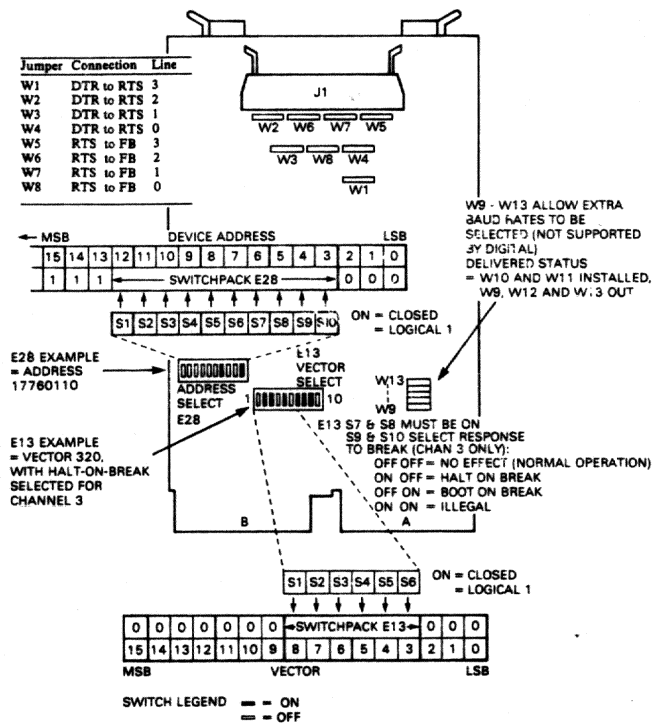 Jumper Connection Line
W1 DTR to RTS 3
W2 DTR to RTS 2
W3 DTR to RTS 1
W4 DTR to RTS 0
W5 RTS to FB 3
W6 RTS to FB 2
W7 RTS to FB 1
W8 RTS to FB 0
J1
W2 W6 W7 W5
W3 W8 W4
W1
W9 - W13 ALLOW EXTRA
BAUD RATES TO BE
SELECTED (NOT SUPPORTED
BY DIGITAL)
DELIVERED STATUS
= W10 AND W11 INSTALLED,
W9, W12 AND W13 OUT
MSB DEVICE ADDRESS LSB
15 14 13 12 11 10 9 8 7 6 5 4 3 2 1 0
1 1 1 SWITCHPACK E28 0 0 0
S1 S2 S3 S4 S5 S6 S7 S8 S9 S10
ON = CLOSED
= LOGICAL 1
E28 EXAMPLE
= ADDRESS
17760110
ADDRESS
SELECT
E28
E13
VECTOR
SELECT
1 10
W13
W9
E13 EXAMPLE
= VECTOR 320,
WITH HALT-ON-BREAK
SELECTED FOR
CHANNEL 3
E13 S7 & S8 MUST BE ON
S9 & S10 SELECT RESPONSE
TO BREAK (CHAN 3 ONLY):
OFF OFF = NO EFFECT (NORMAL OPERATION)
ON OFF = HALT ON BREAK
OFF ON = BOOT ON BREAK
ON ON = ILLEGAL
B A
S1 S2 S3 S4 S5 S6
ON = CLOSED
= LOGICAL 1
0 0 0 0 0 0 0 SWITCHPACK E13 0 0 0
15 14 13 12 11 10 9 8 7 6 5 4 3 2 1 0
MSB VECTOR LSB
SWITCH LEGEND = ON
= OFF